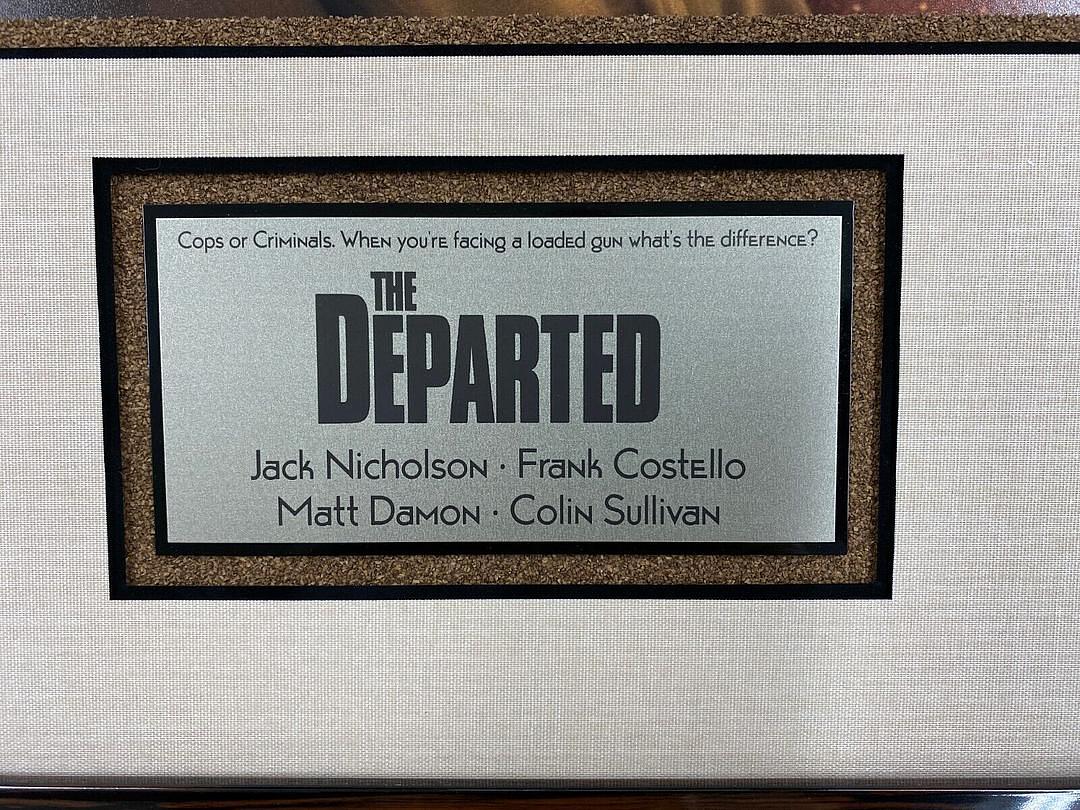 Cops or Criminals. When you're facing a loaded gun what's the difference?
THE
DEPARTED
Jack Nicholson · Frank Costello
Matt Damon · Colin Sullivan